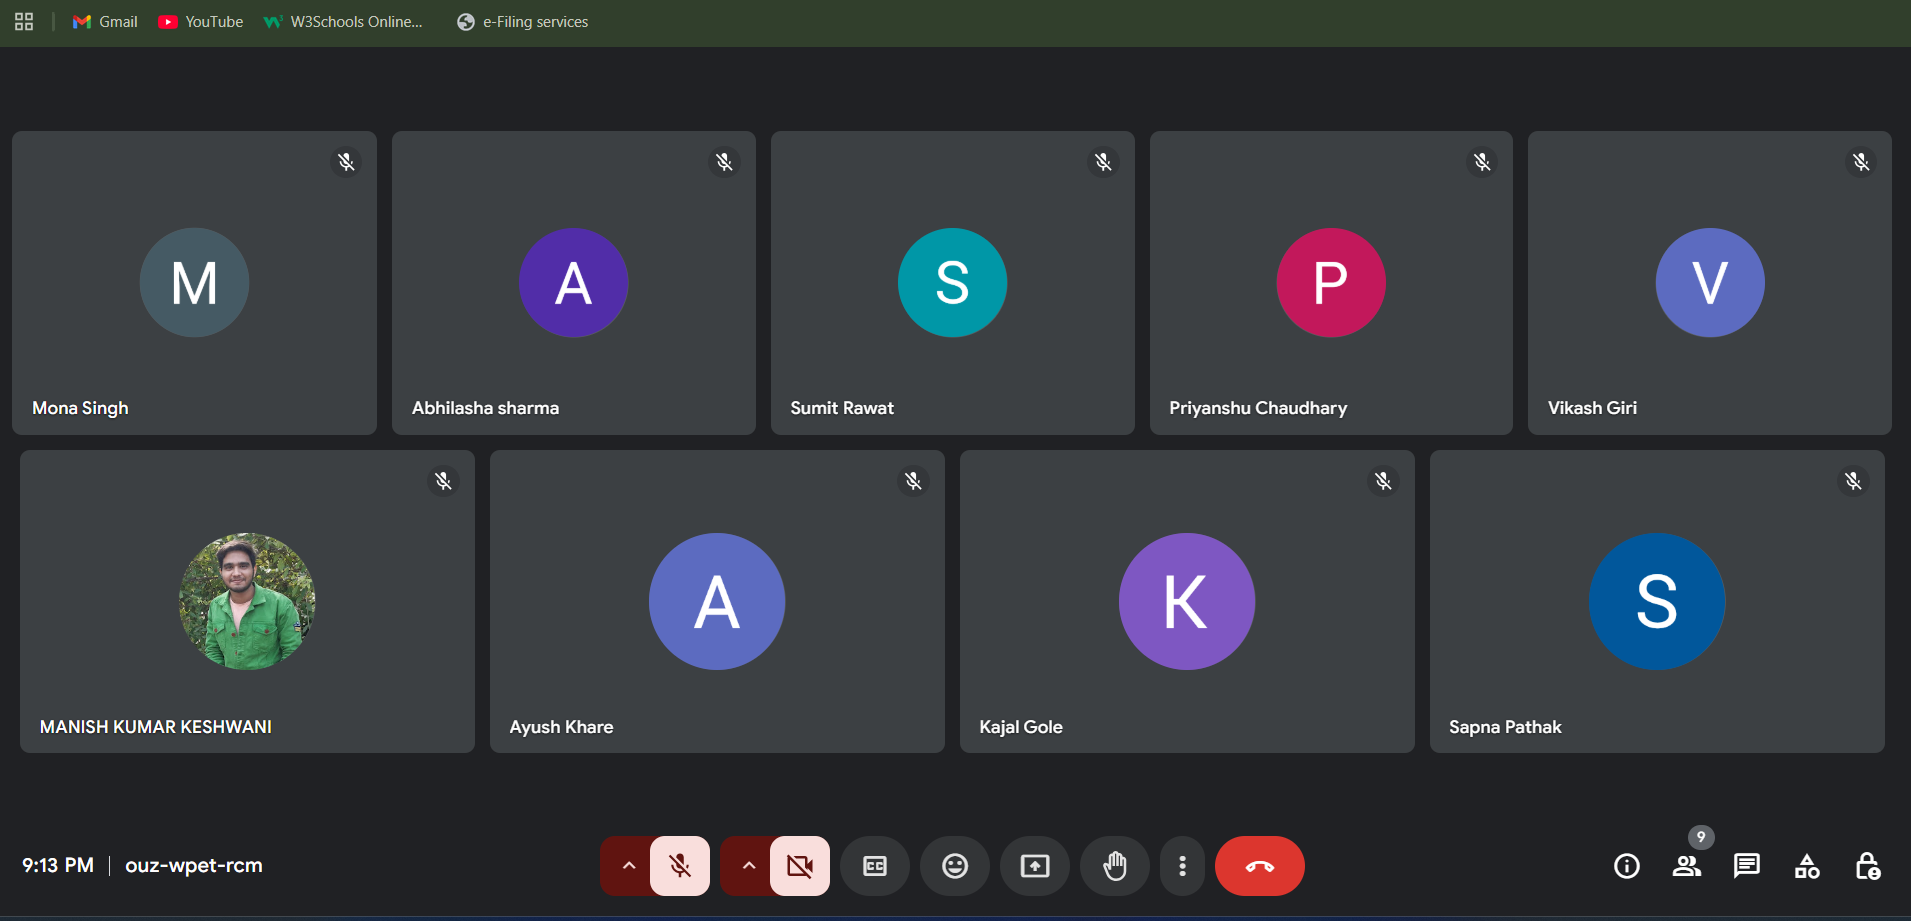 Gmail YouTube W3Schools Online... e-Filing services
M A S P V
Mona Singh Abhilasha sharma Sumit Rawat Priyanshu Chaudhary Vikash Giri
A K S
MANISH KUMAR KESHWANI Ayush Khare Kajal Gole Sapna Pathak
9
9:13 PM | ouz-wpet-rcm CC